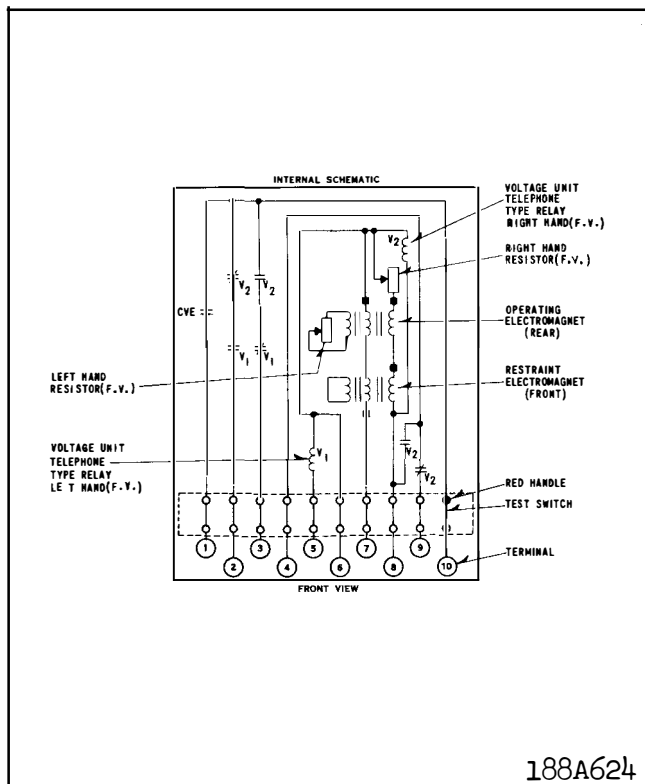 INTERNAL SCHEMATIC
VOLTAGE UNIT
TELEPHONE
TYPE RELAY
RIGHT HAND(F.V.)
V2
RIGHT HAND
RESISTOR(F.V.)
V2
V2
CVE
OPERATING
ELECTROMAGNET
(REAR)
V1
V1
LEFT HAND
RESISTOR(F.V.)
RESTRAINT
ELECTROMAGNET
(FRONT)
VOLTAGE UNIT
TELEPHONE
TYPE RELAY
LE T HAND(F.V.)
V1
V2
V2
RED HANDLE
TEST SWITCH
1
3
5
7
9
TERMINAL
2
4
6
8
10
FRONT VIEW
188A624